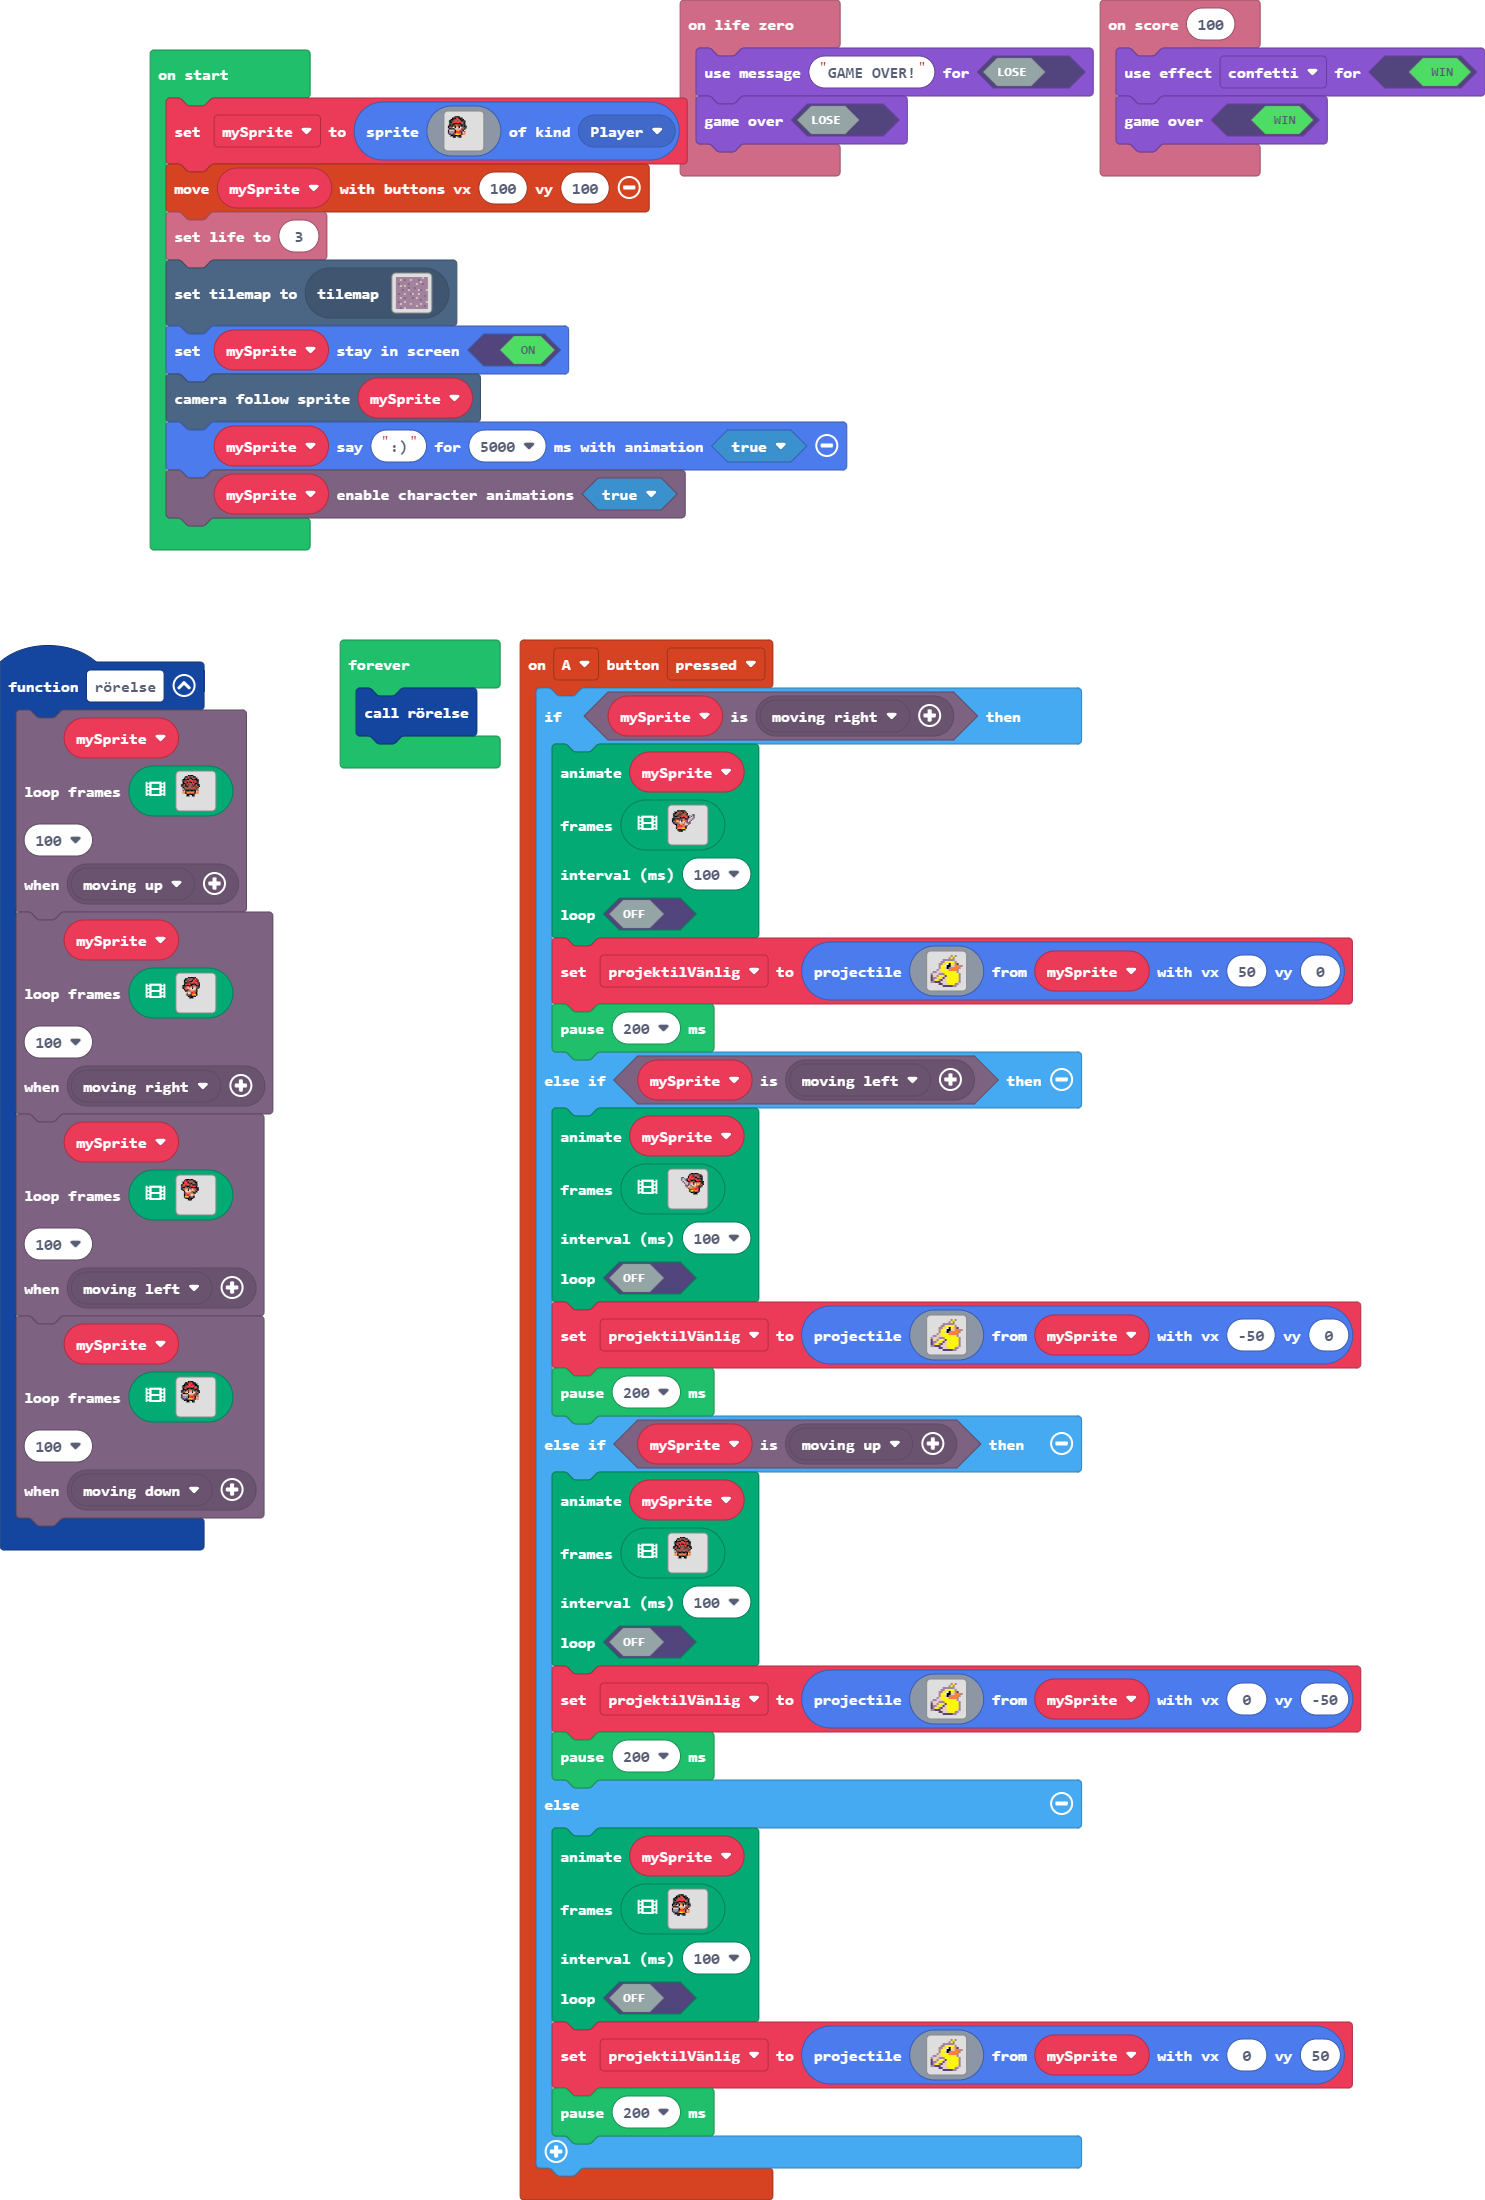 on start
set mySprite to sprite of kind Player
move mySprite with buttons vx 100 vy 100
set life to 3
set tilemap to tilemap
set mySprite stay in screen ON
camera follow sprite mySprite
mySprite say ":)" for 5000 ms with animation true
mySprite enable character animations true
on life zero
use message "GAME OVER!" for LOSE
game over LOSE
on score 100
use effect confetti for WIN
game over WIN
function rörelse
mySprite
loop frames
100
when moving up
mySprite
loop frames
100
when moving right
mySprite
loop frames
100
when moving left
mySprite
loop frames
100
when moving down
forever
call rörelse
on A button pressed
if mySprite is moving right then
animate mySprite
frames
interval (ms) 100
loop OFF
set projektilVänlig to projectile from mySprite with vx 50 vy 0
pause 200 ms
else if mySprite is moving left then
animate mySprite
frames
interval (ms) 100
loop OFF
set projektilVänlig to projectile from mySprite with vx -50 vy 0
pause 200 ms
else if mySprite is moving up then
animate mySprite
frames
interval (ms) 100
loop OFF
set projektilVänlig to projectile from mySprite with vx 0 vy -50
pause 200 ms
else
animate mySprite
frames
interval (ms) 100
loop OFF
set projektilVänlig to projectile from mySprite with vx 0 vy 50
pause 200 ms